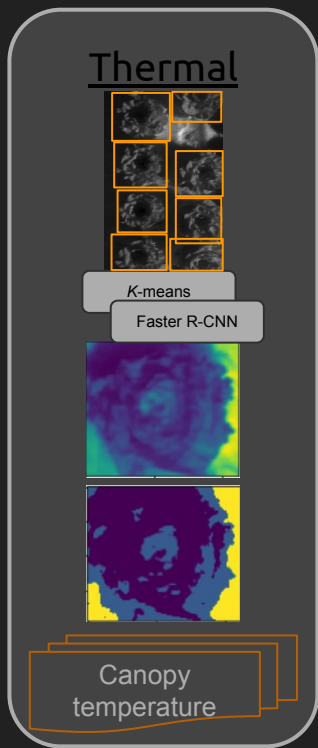 Thermal
K-means
Faster R-CNN
Canopy
temperature